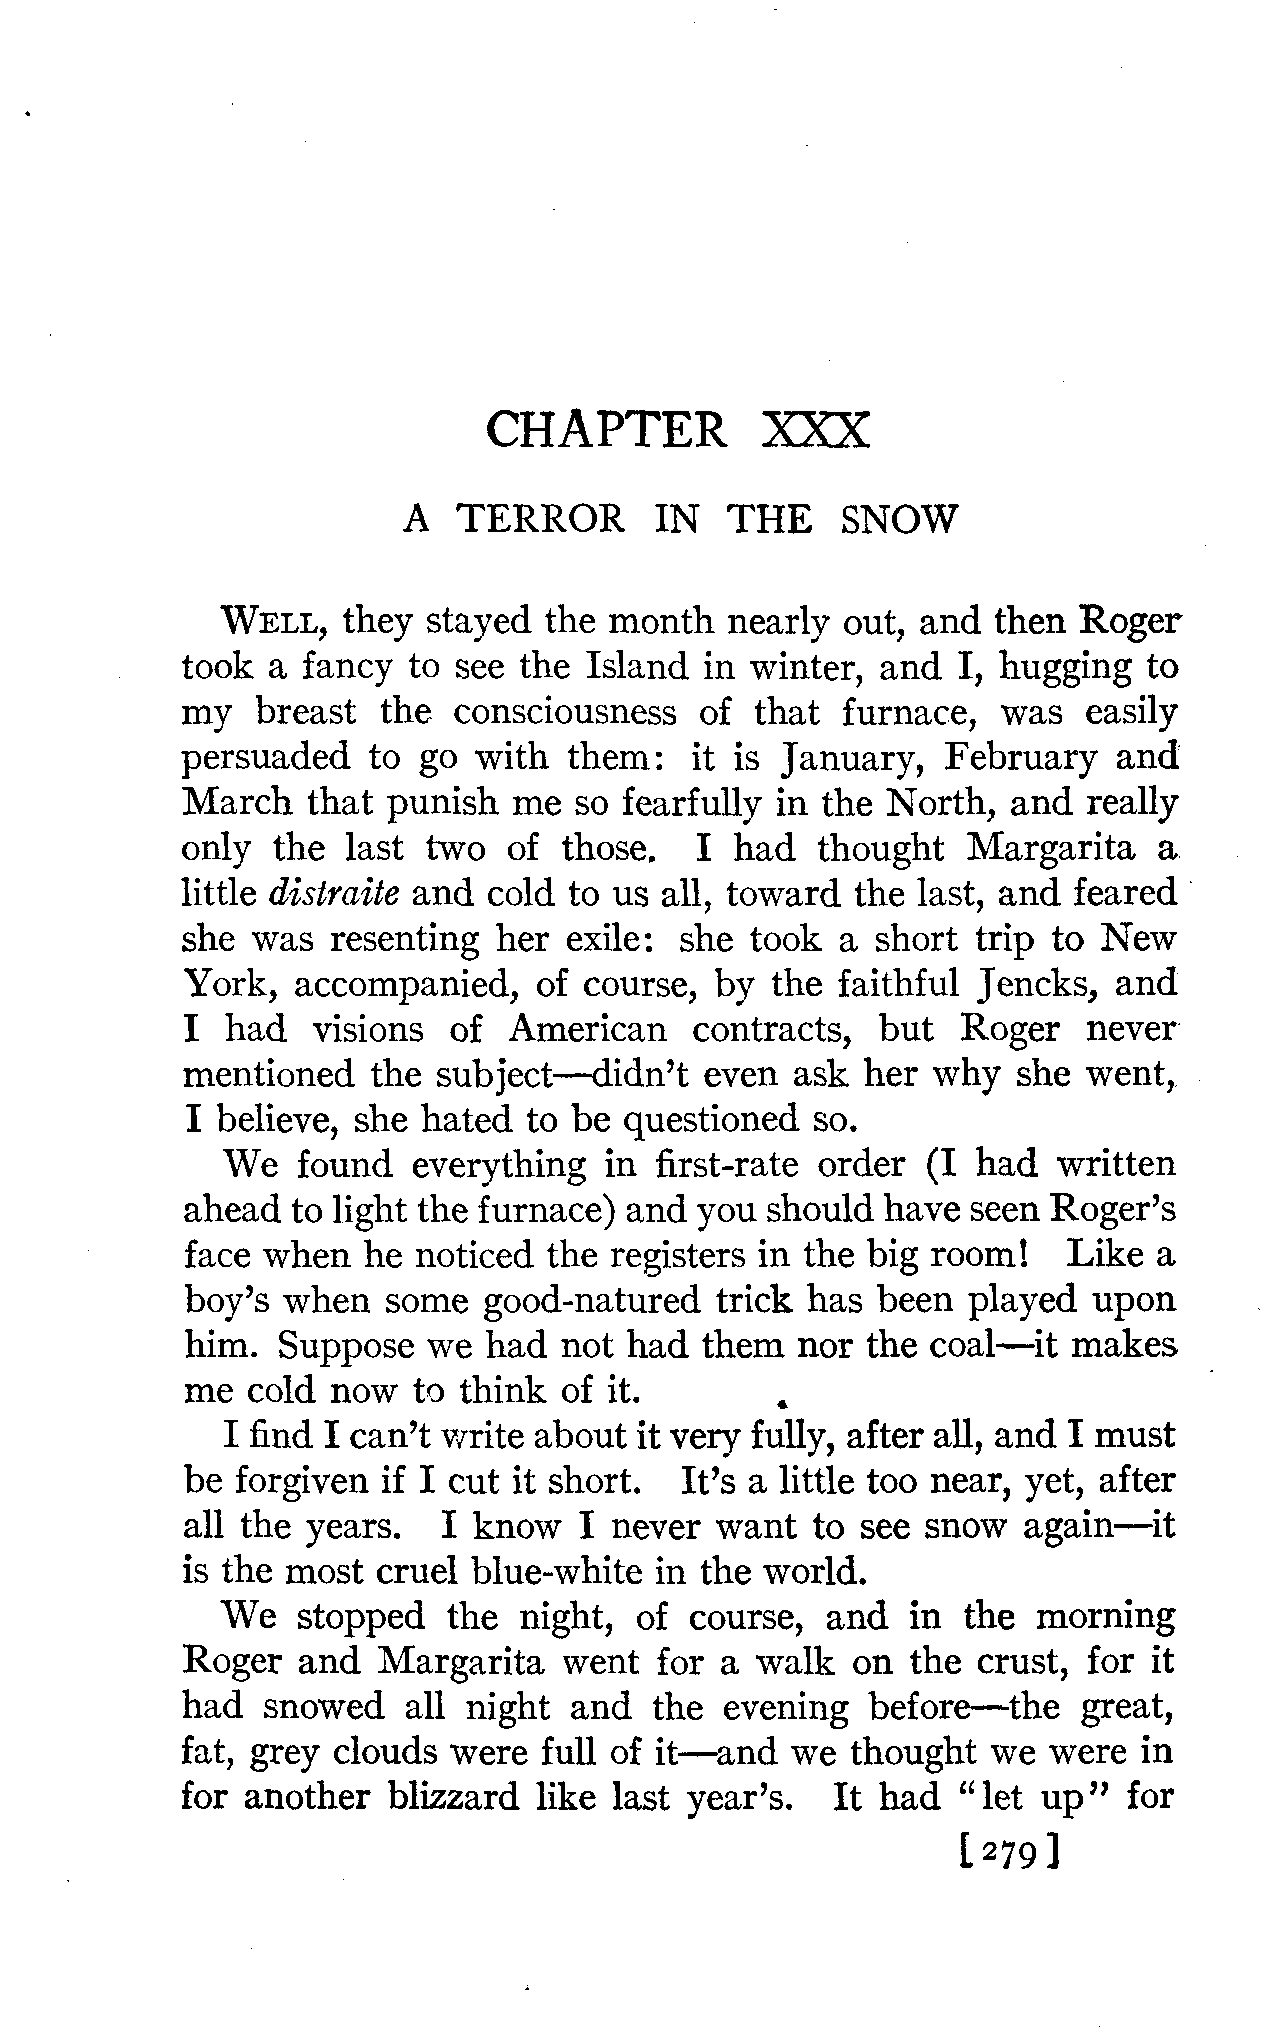 CHAPTER XXX
A TERROR IN THE SNOW
WELL, they stayed the month nearly out, and then Roger
took a fancy to see the Island in winter, and I, hugging to
my breast the consciousness of that furnace, was easily
persuaded to go with them: it is January, February and
March that punish me so fearfully in the North, and really
only the last two of those. I had thought Margarita a
little distraite and cold to us all, toward the last, and feared
she was resenting her exile: she took a short trip to New
York, accompanied, of course, by the faithful Jencks, and
I had visions of American contracts, but Roger never
mentioned the subject—didn't even ask her why she went,
I believe, she hated to be questioned so.
We found everything in first-rate order (I had written
ahead to light the furnace) and you should have seen Roger's
face when he noticed the registers in the big room! Like a
boy's when some good-natured trick has been played upon
him. Suppose we had not had them nor the coal—it makes
me cold now to think of it.
I find I can't write about it very fully, after all, and I must
be forgiven if I cut it short. It's a little too near, yet, after
all the years. I know I never want to see snow again—it
is the most cruel blue-white in the world.
We stopped the night, of course, and in the morning
Roger and Margarita went for a walk on the crust, for it
had snowed all night and the evening before—the great,
fat, grey clouds were full of it—and we thought we were in
for another blizzard like last year's. It had "let up" for
[279]